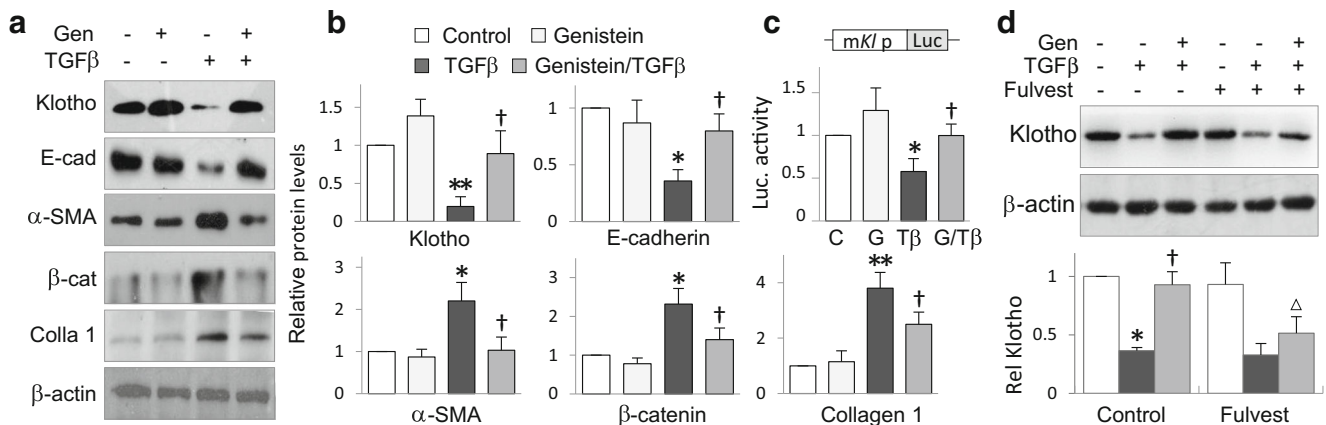 a
Gen - + - +
TGFβ - - + +
Klotho
E-cad
α-SMA
β-cat
Colla 1
β-actin
b
Control Genistein
TGFβ Genistein/TGFβ
Relative protein levels
1.5
1
0.5
0
**
†
Klotho
1
0.5
0
*
†
E-cadherin
3
2
1
0
*
†
α-SMA
3
2
1
0
*
†
β-catenin
c
mKl p Luc
Luc. activity
1.5
1
0.5
0
*
†
C G Tβ G/Tβ
4
2
0
**
†
Collagen 1
d
Gen - - + - - +
TGFβ - + + - + +
Fulvest - - - + + +
Klotho
β-actin
Rel Klotho
1
0.5
0
*
†
△
Control Fulvest